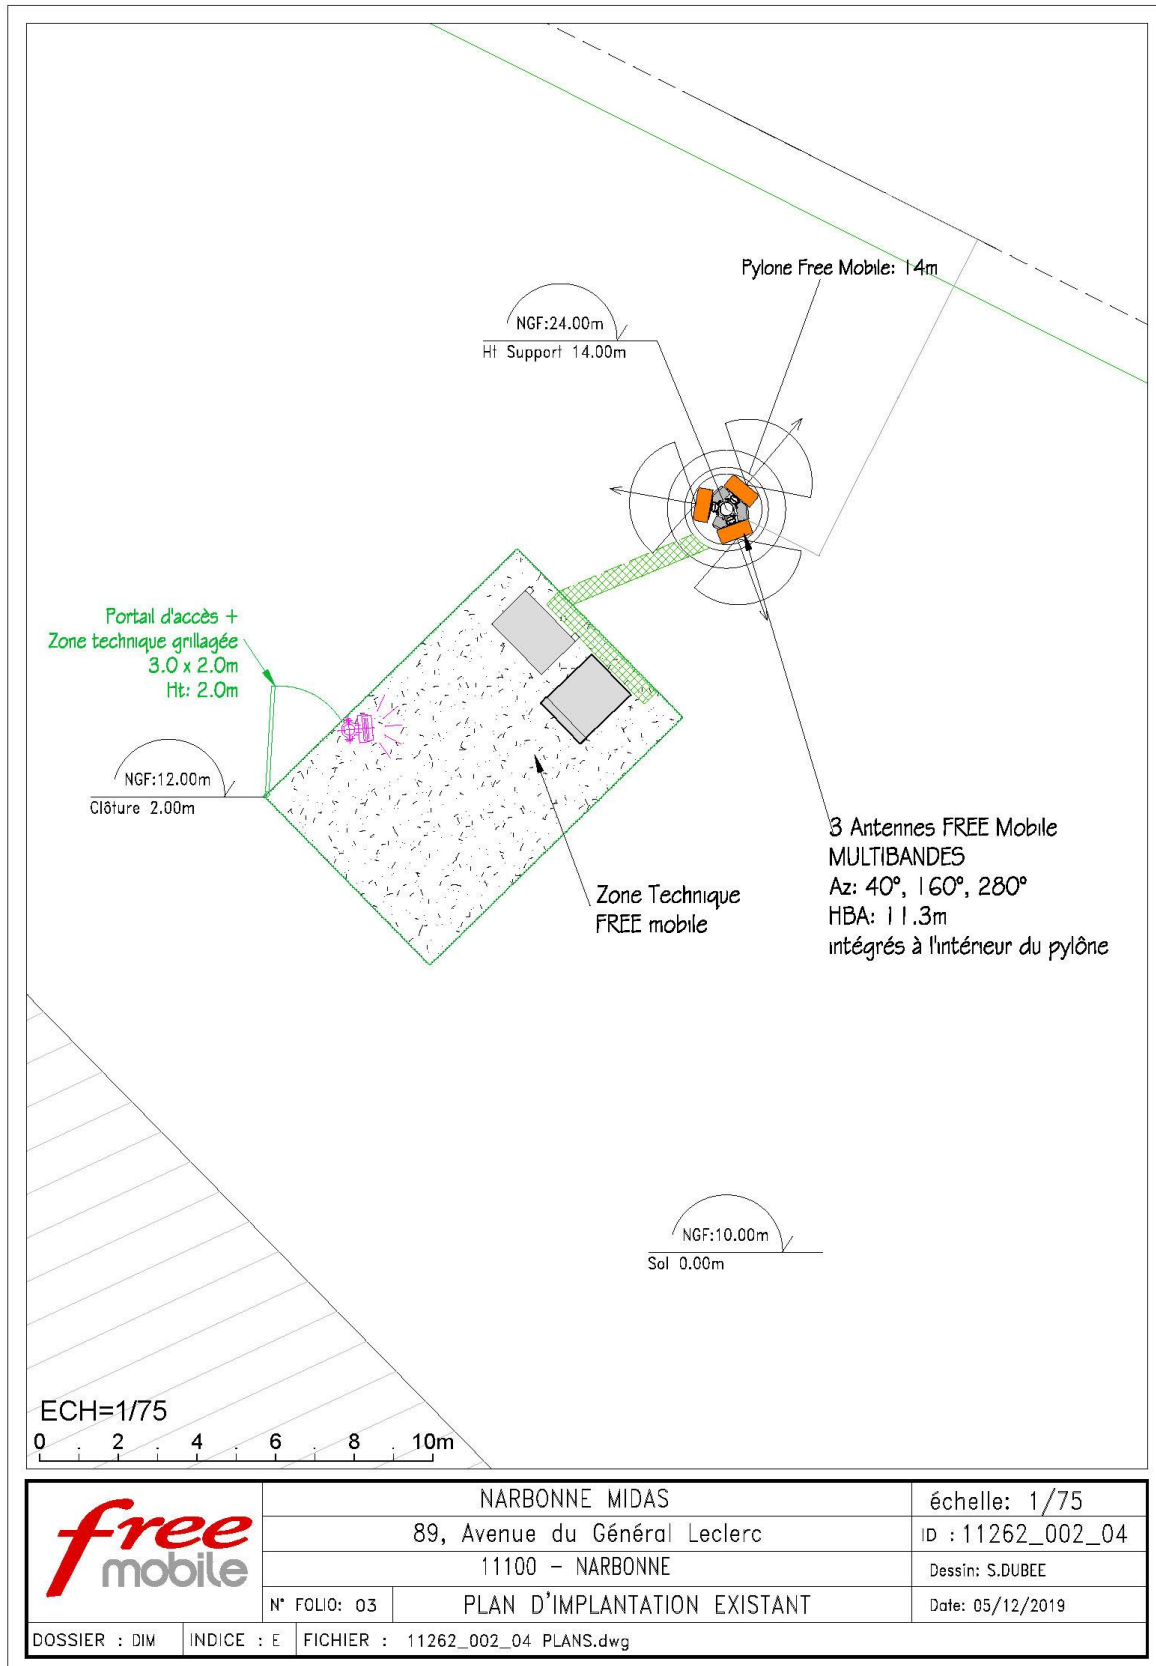 Pylone Free Mobile: 14m
NGF:24.00m
Ht Support 14.00m
Portail d'accès +
Zone technique grillagée
3.0 x 2.0m
Ht: 2.0m
NGF:12.00m
Clôture 2.00m
Zone Technique
FREE mobile
3 Antennes FREE Mobile
MULTIBANDES
Az: 40°, 160°, 280°
HBA: 11.3m
intégrés à l'intérieur du pylône
NGF:10.00m
Sol 0.00m
ECH=1/75
0 2 4 6 8 10m
free
mobile
NARBONNE MIDAS
89, Avenue du Général Leclerc
11100 - NARBONNE
N° FOLIO: 03
PLAN D'IMPLANTATION EXISTANT
échelle: 1/75
ID : 11262_002_04
Dessin: S.DUBEE
Date: 05/12/2019
DOSSIER : DIM
INDICE : E
FICHIER : 11262_002_04 PLANS.dwg